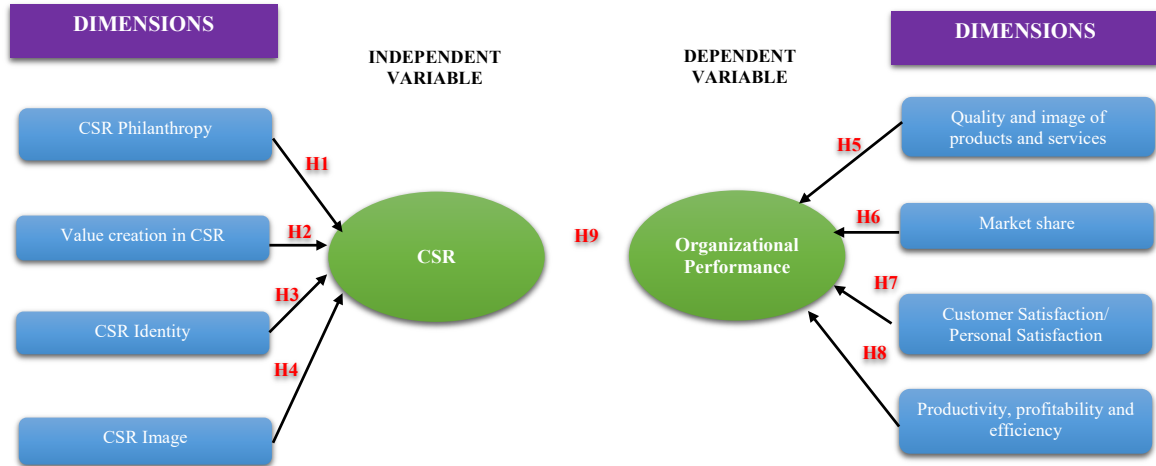 DIMENSIONS
INDEPENDENT
VARIABLE
DEPENDENT
VARIABLE
DIMENSIONS
CSR Philanthropy
H1
Value creation in CSR
H2
CSR Identity
H3
CSR Image
H4
CSR
H9
Organizational
Performance
H5
Quality and image of
products and services
H6
Market share
H7
Customer Satisfaction/
Personal Satisfaction
H8
Productivity, profitability and
efficiency